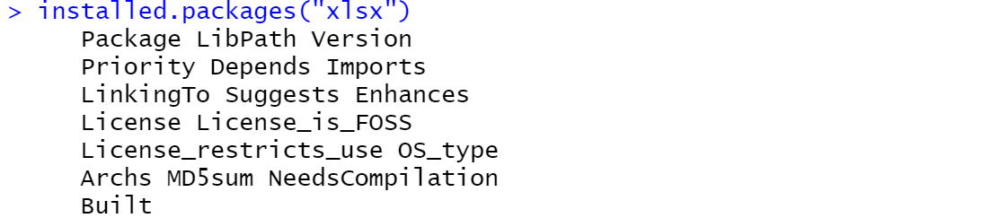 > installed.packages("xlsx")
Package LibPath Version
Priority Depends Imports
LinkingTo Suggests Enhances
License License_is_FOSS
License_restricts_use OS_type
Archs MD5sum NeedsCompilation
Built